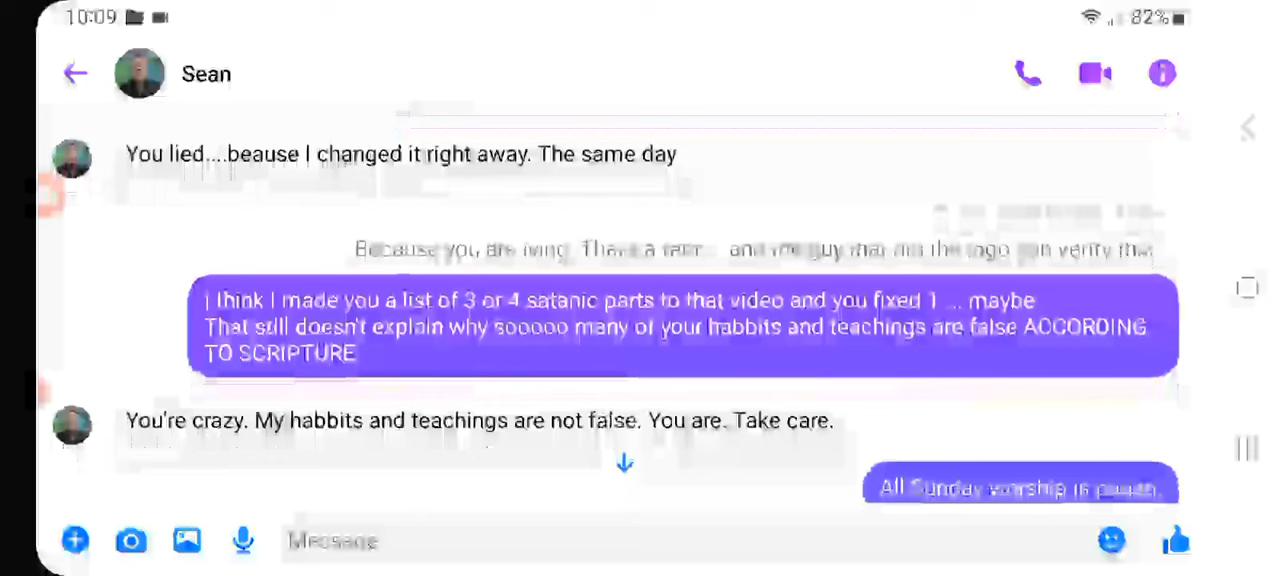 10:09
82%
Sean
You lied....beause I changed it right away. The same day
Because you are lying. and the guy that did the logo can verify that
I think I made you a list of 3 or 4 satanic parts to that video and you fixed 1 ... maybe
That still doesn't explain why sooooo many of your habbits and teachings are false ACCORDING
TO SCRIPTURE
You're crazy. My habbits and teachings are not false. You are. Take care.
All Sunday worship is
Message